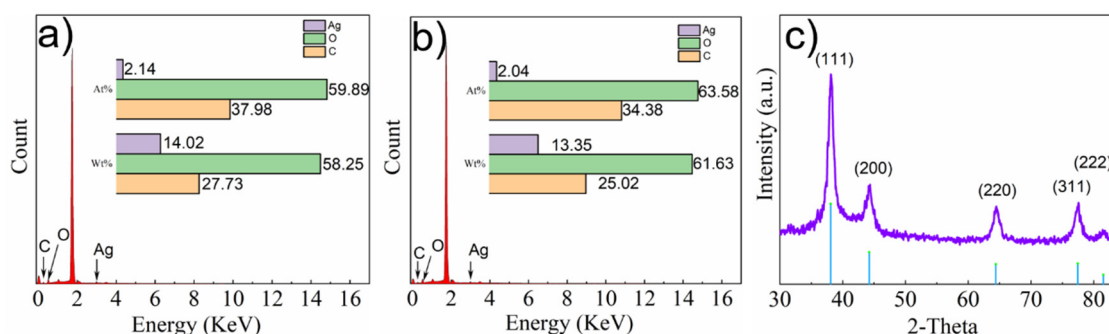 a)
Ag
O
C
2.14
At%
59.89
37.98
14.02
Wt%
58.25
27.73
Count
C
O
Ag
0 2 4 6 8 10 12 14 16
Energy (KeV)
b)
Ag
O
C
2.04
At%
63.58
34.38
13.35
Wt%
61.63
25.02
Count
C
O
Ag
0 2 4 6 8 10 12 14 16
Energy (KeV)
c)
(111)
(200)
(220)
(311)
(222)
Intensity (a.u.)
30 40 50 60 70 80
2-Theta